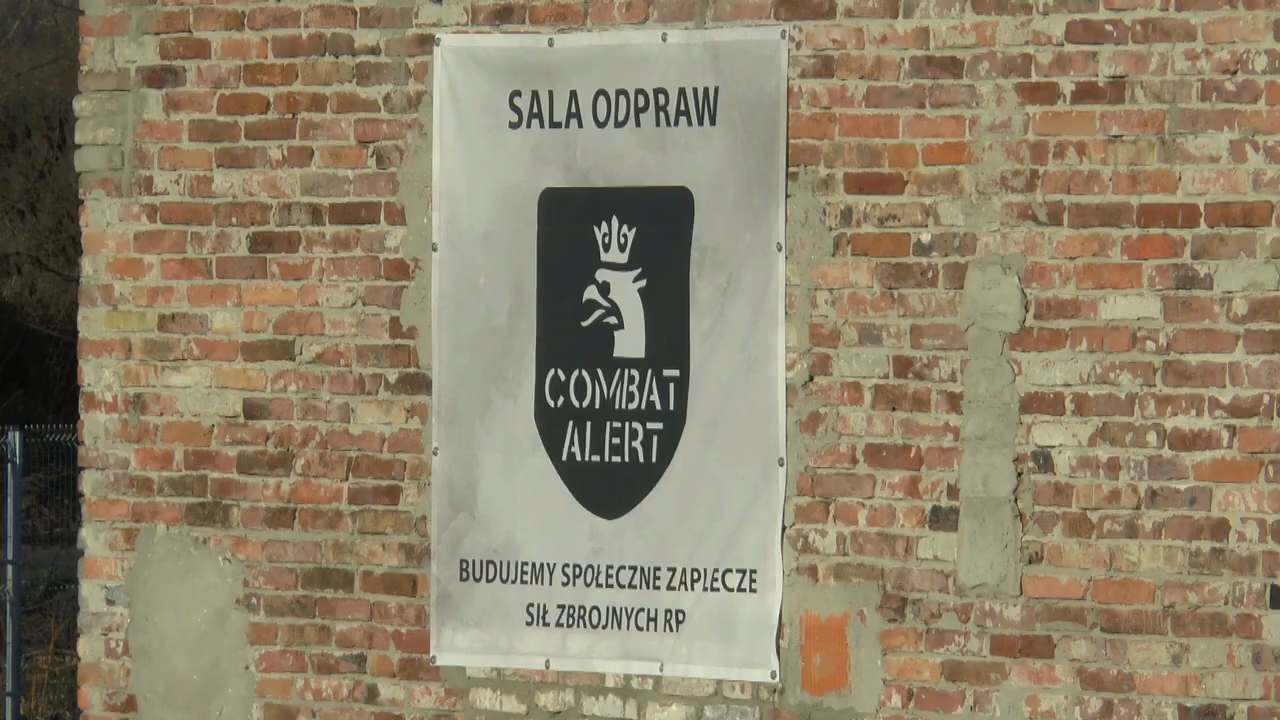 SALA ODPRAW
COMBAT
ALERT
BUDUJEMY SPOŁECZNE ZAPLECZE
SIŁ ZBROJNYCH RP